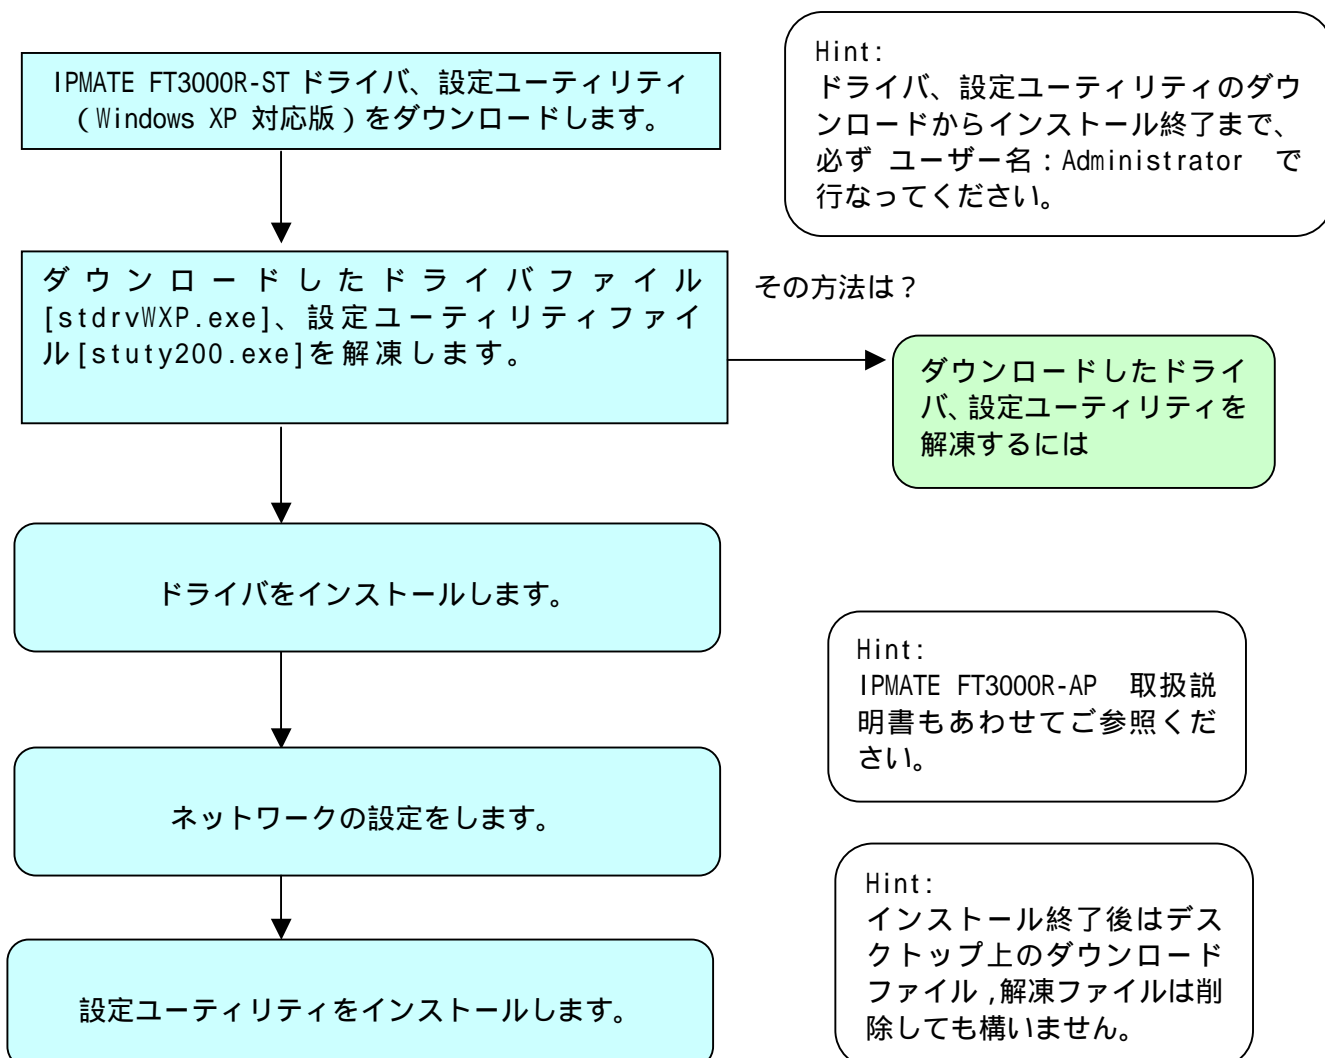 IPMATE FT3000R-ST ドライバ、設定ユーティリティ
（Windows XP 対応版）をダウンロードします。
Hint:
ドライバ、設定ユーティリティのダウ
ンロードからインストール終了まで、
必ず ユーザー名：Administrator　で
行なってください。
ダウンロードしたドライバファイル
[stdrvWXP.exe]、設定ユーティリティファイ
ル[stuty200.exe]を解凍します。
その方法は？
ダウンロードしたドライ
バ、設定ユーティリティを
解凍するには
ドライバをインストールします。
Hint:
IPMATE FT3000R-AP　取扱説
明書もあわせてご参照くだ
さい。
ネットワークの設定をします。
Hint:
インストール終了後はデス
クトップ上のダウンロード
ファイル,解凍ファイルは削
除しても構いません。
設定ユーティリティをインストールします。